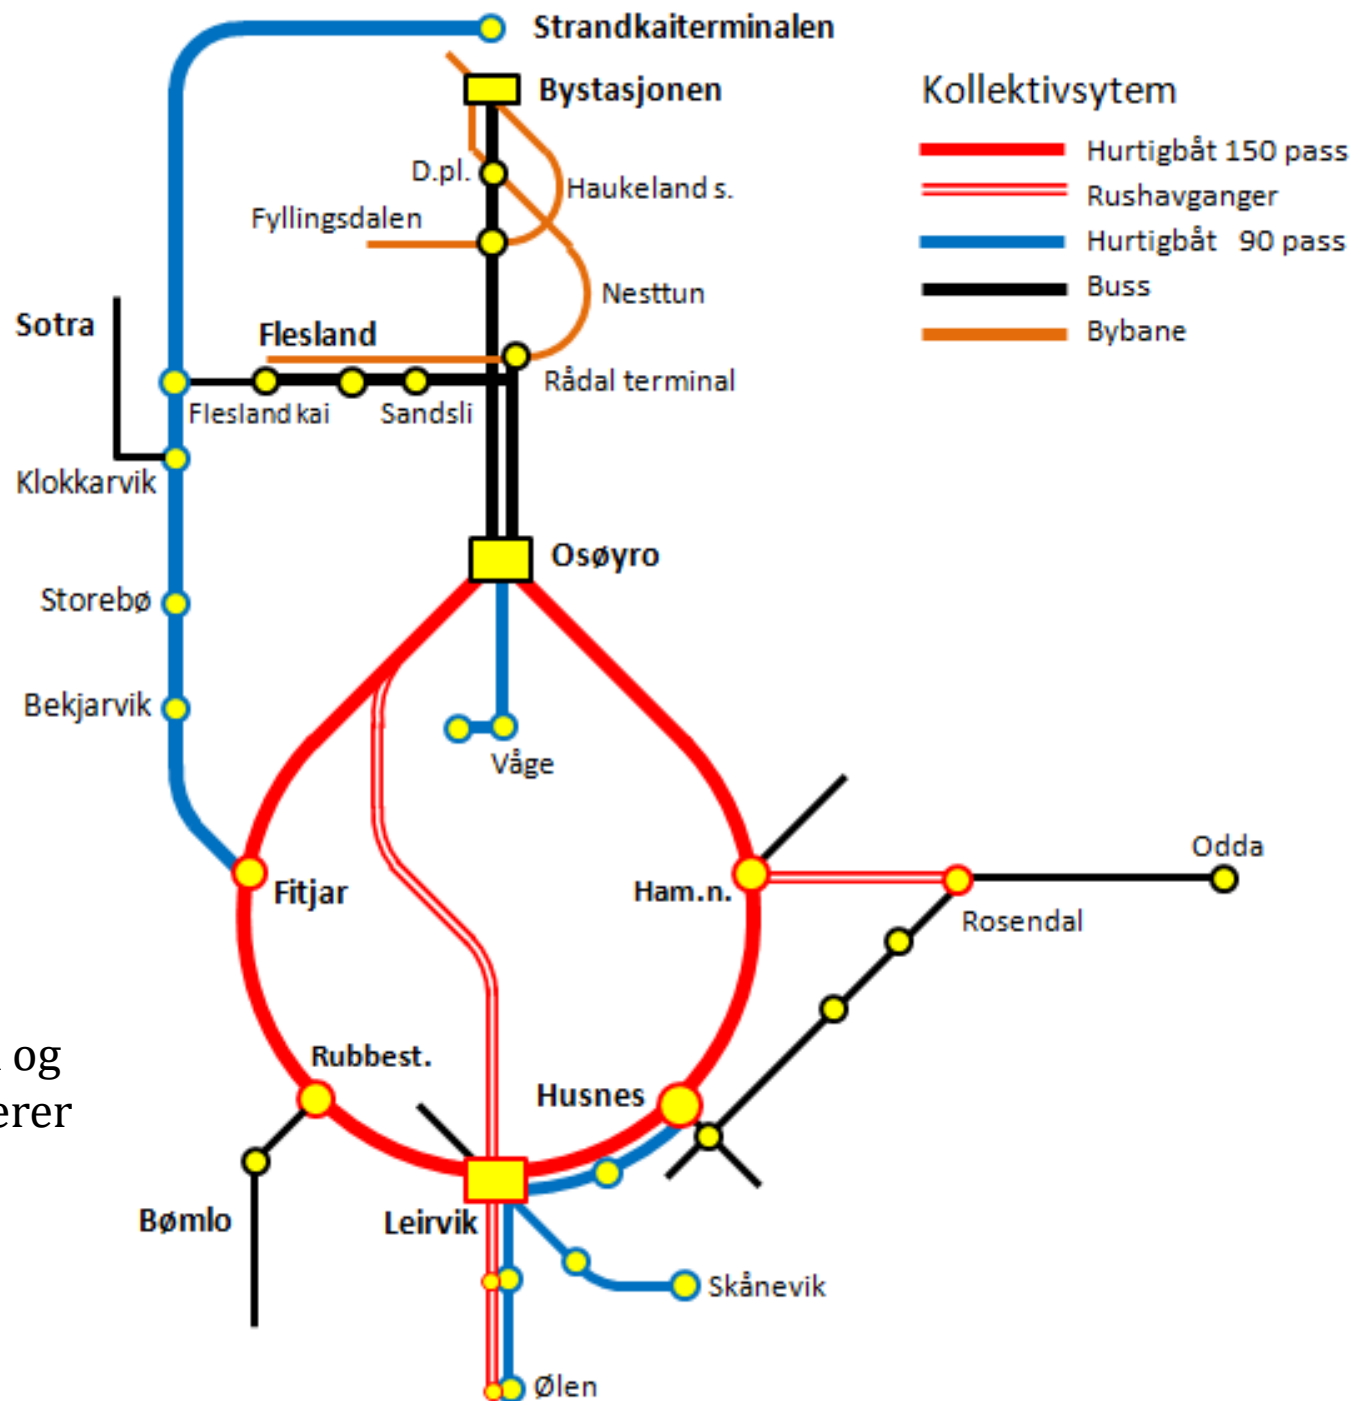 Strandkaiterminalen
Bystasjonen
Kollektivsytem
Hurtigbåt 150 pass
Rushavganger
Hurtigbåt 90 pass
Buss
Bybane
D.pl.
Haukeland s.
Fyllingsdalen
Nesttun
Sotra
Flesland
Rådal terminal
Flesland kai
Sandsli
Klokkarvik
Osøyro
Storebø
Bekjarvik
Våge
Odda
Fitjar
Ham.n.
Rosendal
og
erer
Rubbest.
Husnes
Bømlo
Leirvik
Skånevik
Ølen